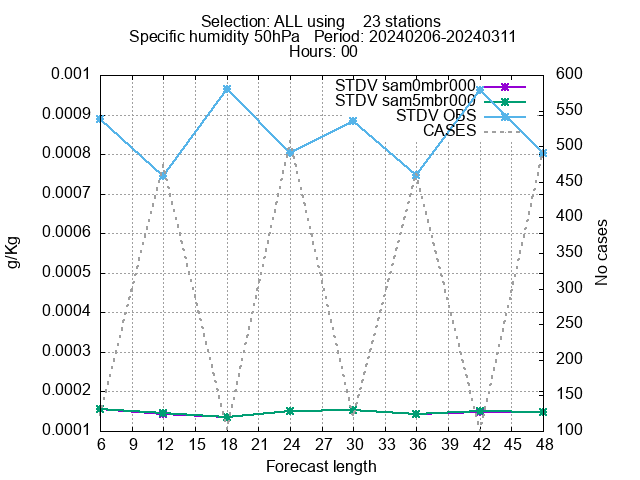 Selection: ALL using    23 stations
Specific humidity 50hPa   Period: 20240206-20240311
Hours: 00
0.001
0.0009
0.0008
0.0007
0.0006
0.0005
0.0004
0.0003
0.0002
0.0001
g/Kg
STDV sam0mbr000
STDV sam5mbr000
STDV OBS
CASES
600
550
500
450
400
350
300
250
200
150
100
No cases
6 9 12 15 18 21 24 27 30 33 36 39 42 45 48
Forecast length